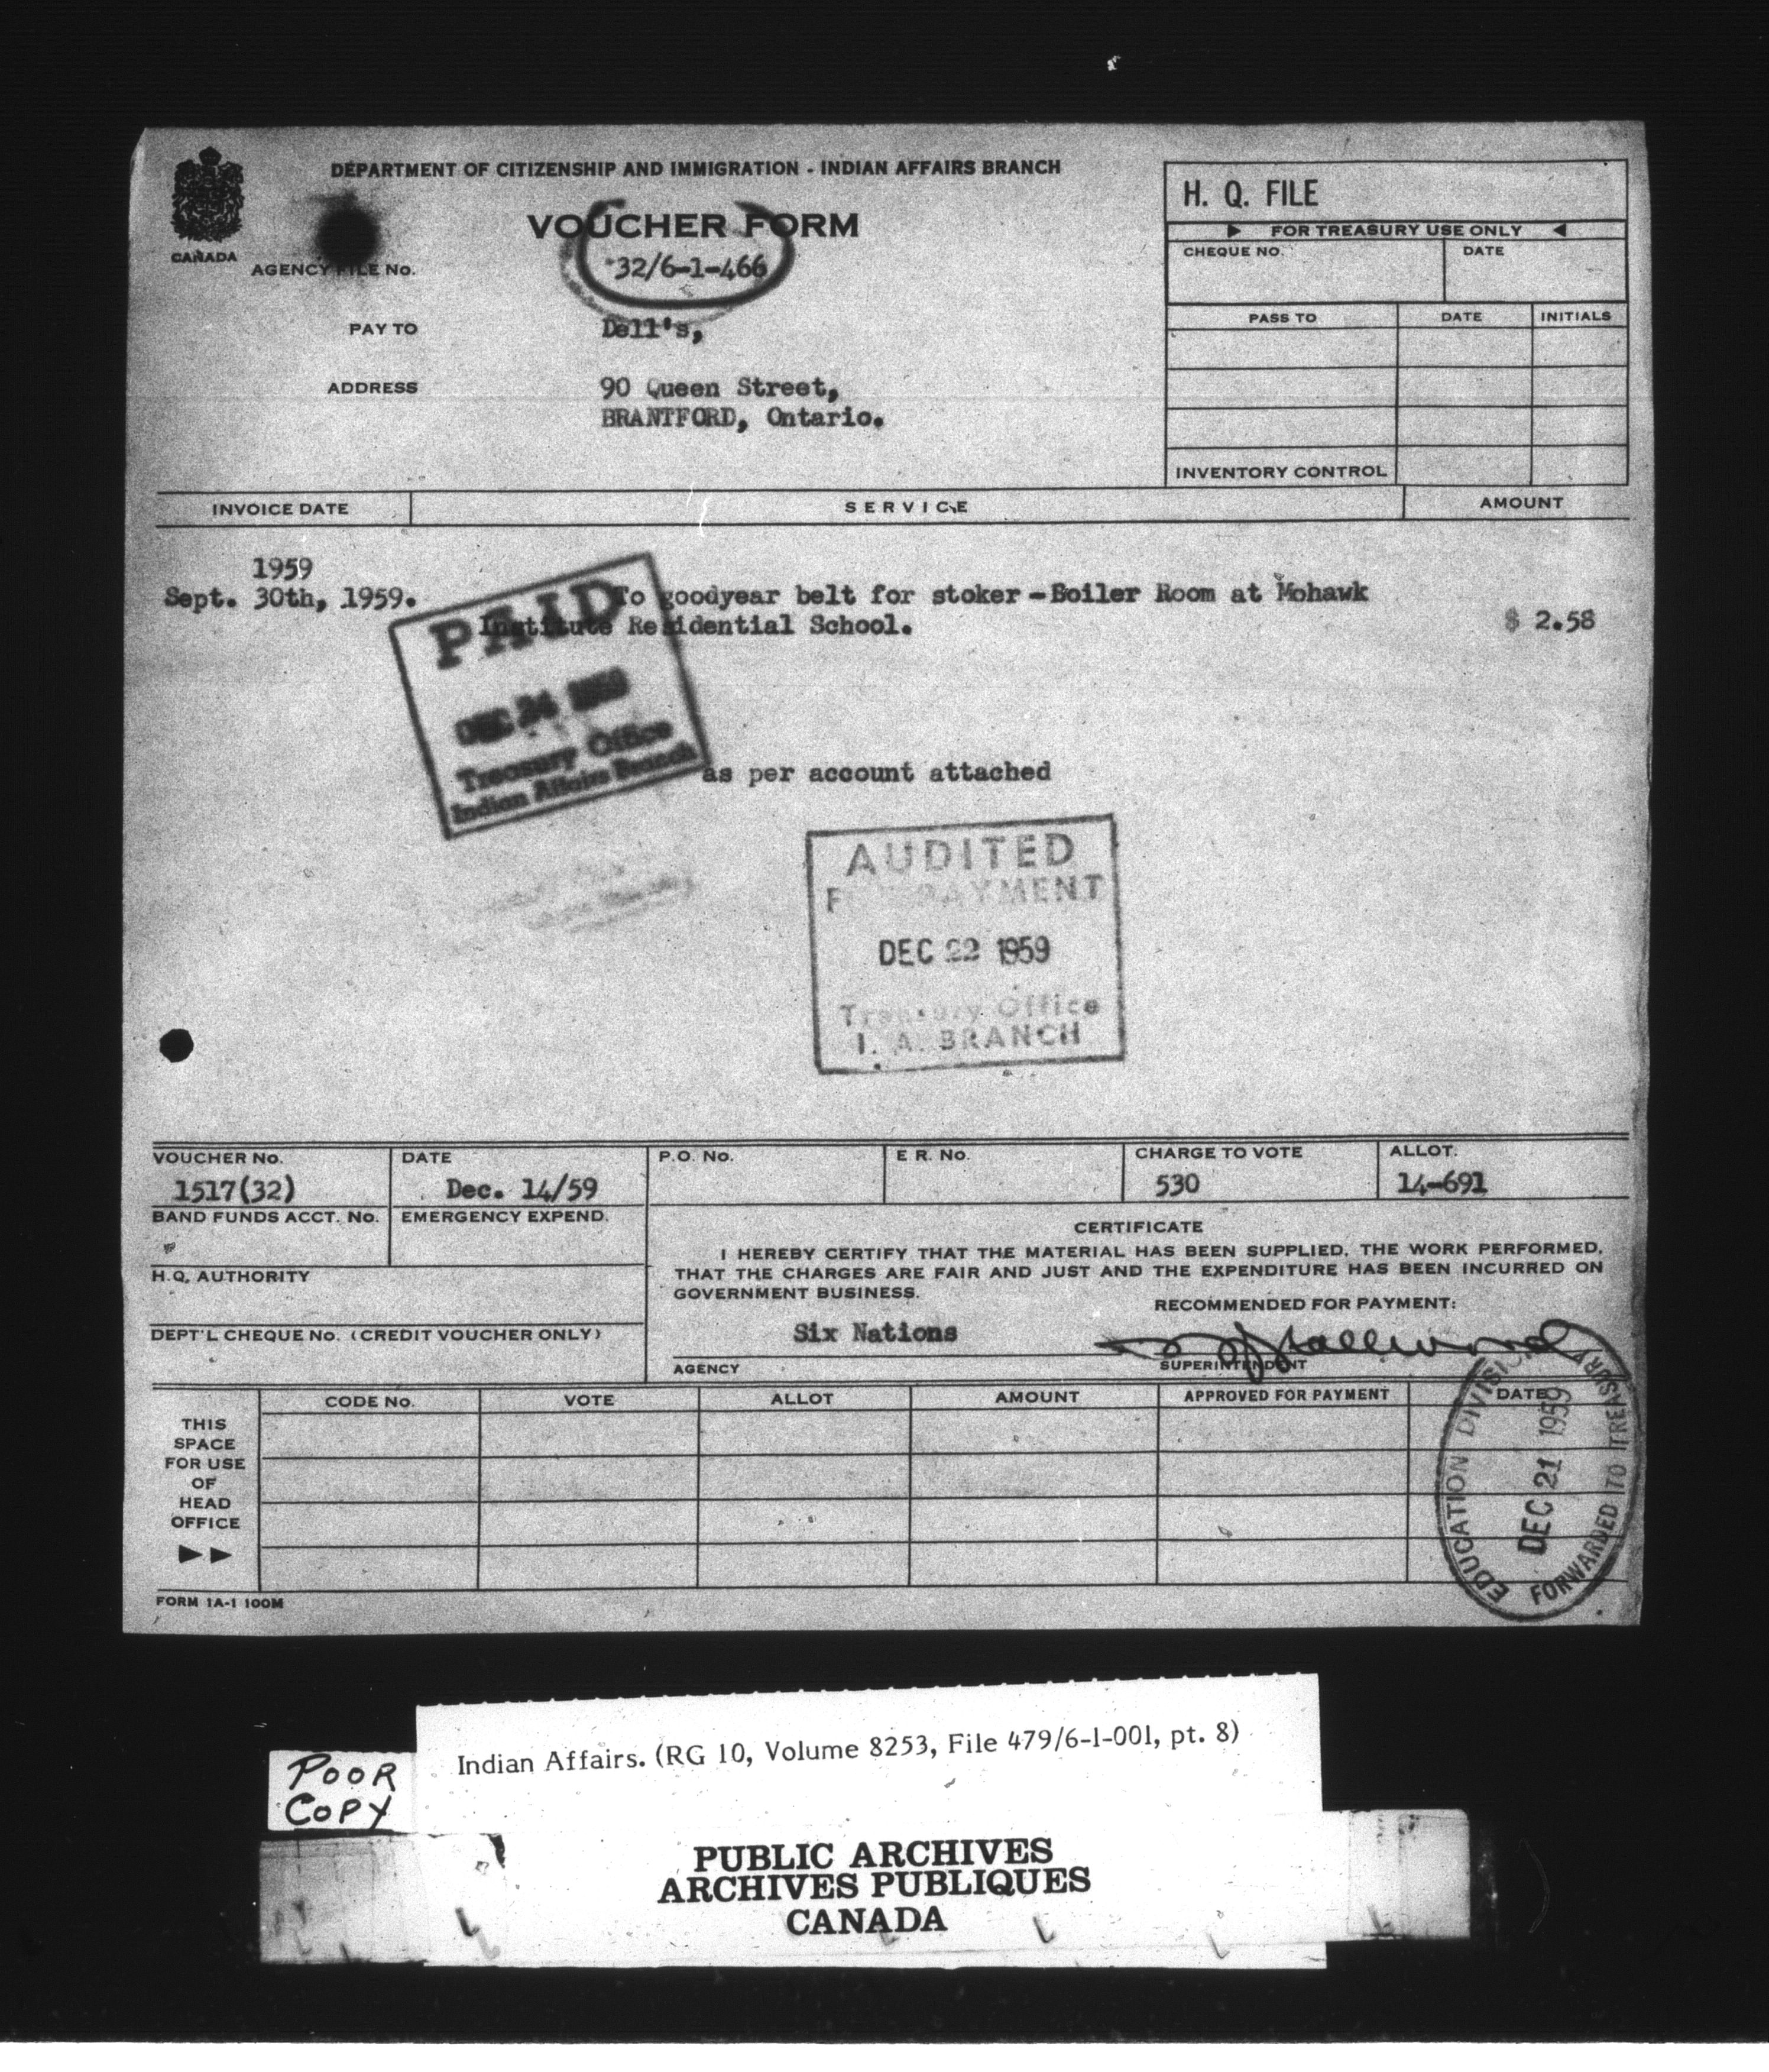 DEPARTMENT OF CITIZENSHIP AND IMMIGRATION - INDIAN AFFAIRS BRANCH
VOUCHER FORM
CANADA
AGENCY FILE No.
32/6-1-466
PAY TO
Dell's,
ADDRESS
90 Queen Street,
BRANTFORD, Ontario.
H. Q. FILE
FOR TREASURY USE ONLY
CHEQUE NO. DATE
PASS TO DATE INITIALS
INVENTORY CONTROL
INVOICE DATE SERVICE AMOUNT
1959
Sept. 30th, 1959. To goodyear belt for stoker - Boiler Room at Mohawk
Institute Residential School. $ 2.58
PAID
DEC 24 1959
Treasury Office
Indian Affairs Branch
as per account attached
AUDITED
FOR PAYMENT
DEC 22 1959
Treasury Office
I. A. BRANCH
VOUCHER No. DATE P.O. No. E R. No. CHARGE TO VOTE ALLOT.
1517(32) Dec. 14/59 530 14-691
BAND FUNDS ACCT. No. EMERGENCY EXPEND.
H.Q. AUTHORITY
DEPT'L CHEQUE No. (CREDIT VOUCHER ONLY)
CERTIFICATE
I HEREBY CERTIFY THAT THE MATERIAL HAS BEEN SUPPLIED, THE WORK PERFORMED,
THAT THE CHARGES ARE FAIR AND JUST AND THE EXPENDITURE HAS BEEN INCURRED ON
GOVERNMENT BUSINESS.
RECOMMENDED FOR PAYMENT:
Six Nations
AGENCY SUPERINTENDENT
THIS
SPACE
FOR USE
OF
HEAD
OFFICE
CODE No. VOTE ALLOT AMOUNT APPROVED FOR PAYMENT DATE
EDUCATION DIVISION
DEC 21 1959
FORWARDED TO TREASURY
FORM 1A-1 100M
POOR
COPY
Indian Affairs. (RG 10, Volume 8253, File 479/6-1-001, pt. 8)
PUBLIC ARCHIVES
ARCHIVES PUBLIQUES
CANADA